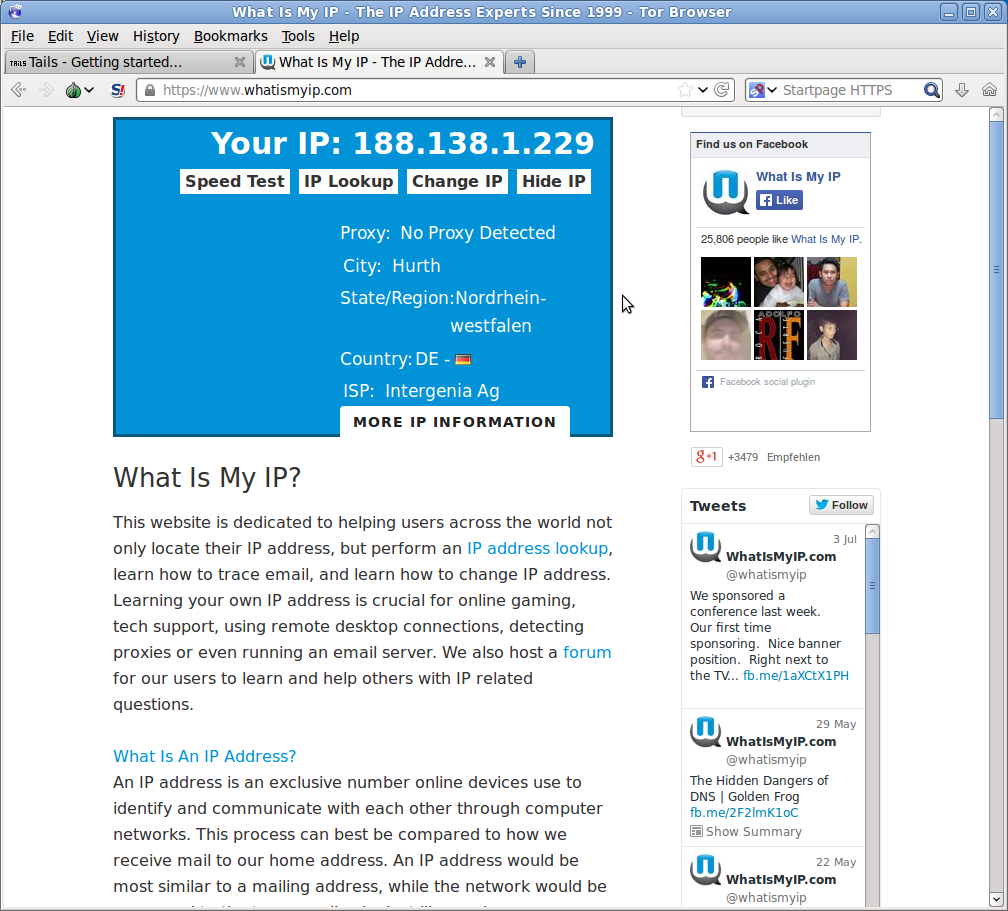 What Is My IP - The IP Address Experts Since 1999 - Tor Browser
File Edit View History Bookmarks Tools Help
TAILS Tails - Getting started...
What Is My IP - The IP Addre...
https://www.whatismyip.com
Startpage HTTPS
Your IP: 188.138.1.229
Speed Test IP Lookup Change IP Hide IP
Proxy: No Proxy Detected
City: Hurth
State/Region:Nordrhein-
westfalen
Country: DE -
ISP: Intergenia Ag
MORE IP INFORMATION
What Is My IP?
This website is dedicated to helping users across the world not
only locate their IP address, but perform an IP address lookup,
learn how to trace email, and learn how to change IP address.
Learning your own IP address is crucial for online gaming,
tech support, using remote desktop connections, detecting
proxies or even running an email server. We also host a forum
for our users to learn and help others with IP related
questions.
What Is An IP Address?
An IP address is an exclusive number online devices use to
identify and communicate with each other through computer
networks. This process can best be compared to how we
receive mail to our home address. An IP address would be
most similar to a mailing address, while the network would be
Find us on Facebook
What Is My IP
Like
25,806 people like What Is My IP.
ADOLFO
Facebook social plugin
g+1 +3479 Empfehlen
Tweets
Follow
3 Jul
WhatIsMyIP.com
@whatismyip
We sponsored a
conference last week.
Our first time
sponsoring. Nice banner
position. Right next to
the TV... fb.me/1aXCtX1PH
29 May
WhatIsMyIP.com
@whatismyip
The Hidden Dangers of
DNS | Golden Frog
fb.me/2F2lmK1oC
Show Summary
22 May
WhatIsMyIP.com
@whatismyip